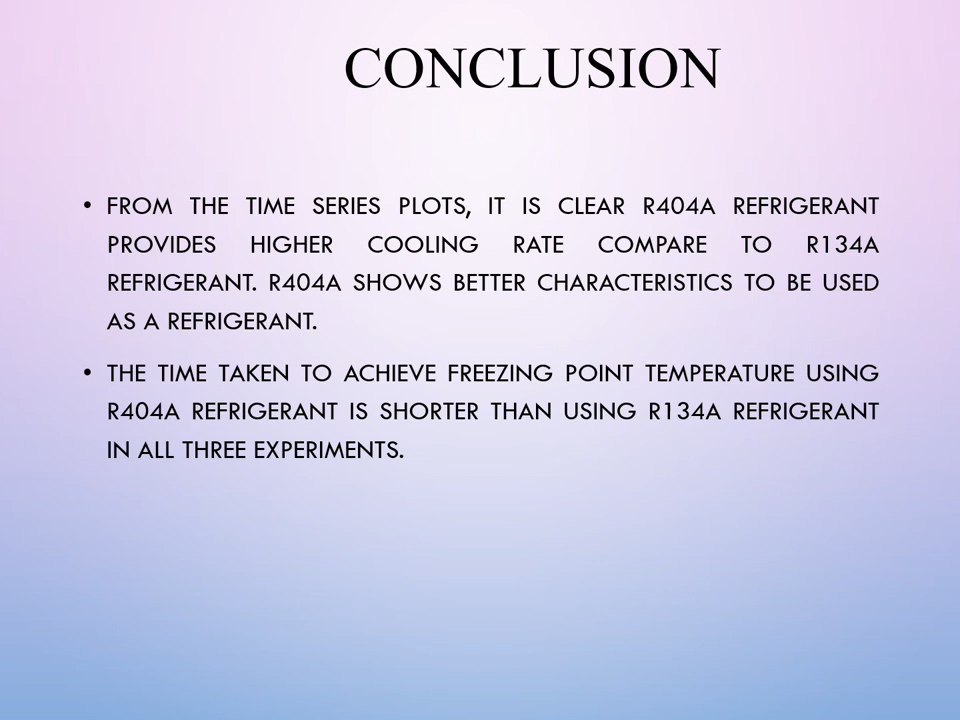 CONCLUSION
• FROM THE TIME SERIES PLOTS, IT IS CLEAR R404A REFRIGERANT
PROVIDES HIGHER COOLING RATE COMPARE TO R134A
REFRIGERANT. R404A SHOWS BETTER CHARACTERISTICS TO BE USED
AS A REFRIGERANT.
• THE TIME TAKEN TO ACHIEVE FREEZING POINT TEMPERATURE USING
R404A REFRIGERANT IS SHORTER THAN USING R134A REFRIGERANT
IN ALL THREE EXPERIMENTS.